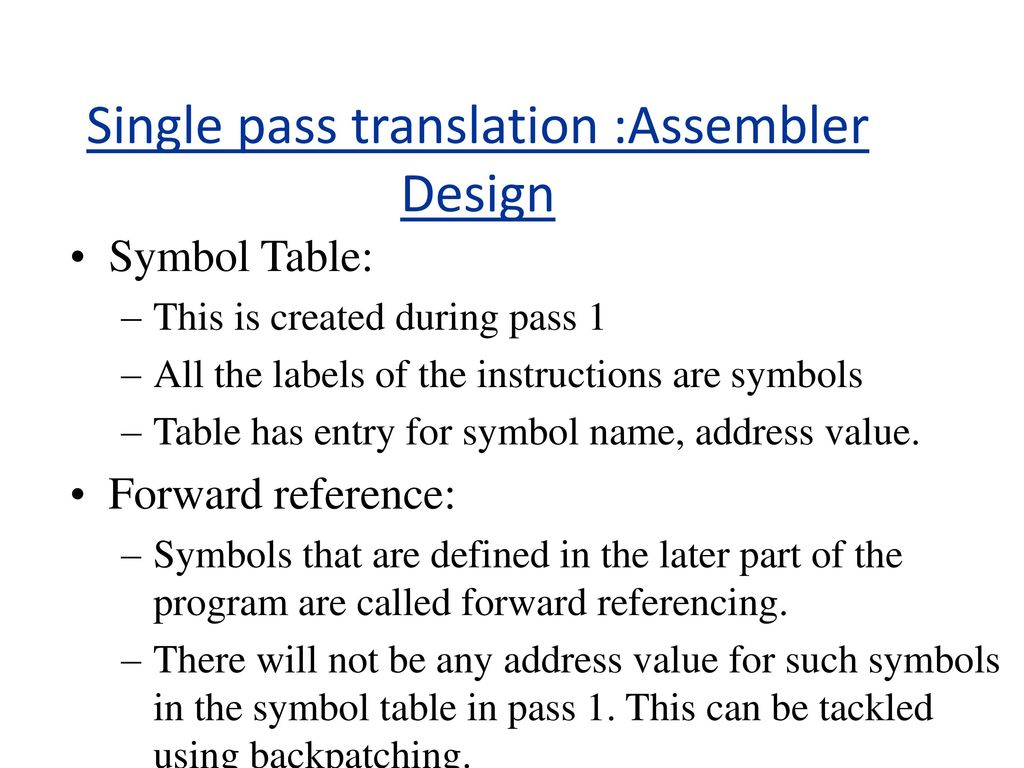 Single pass translation :Assembler
Design
• Symbol Table:
– This is created during pass 1
– All the labels of the instructions are symbols
– Table has entry for symbol name, address value.
• Forward reference:
– Symbols that are defined in the later part of the
program are called forward referencing.
– There will not be any address value for such symbols
in the symbol table in pass 1. This can be tackled
using backpatching.